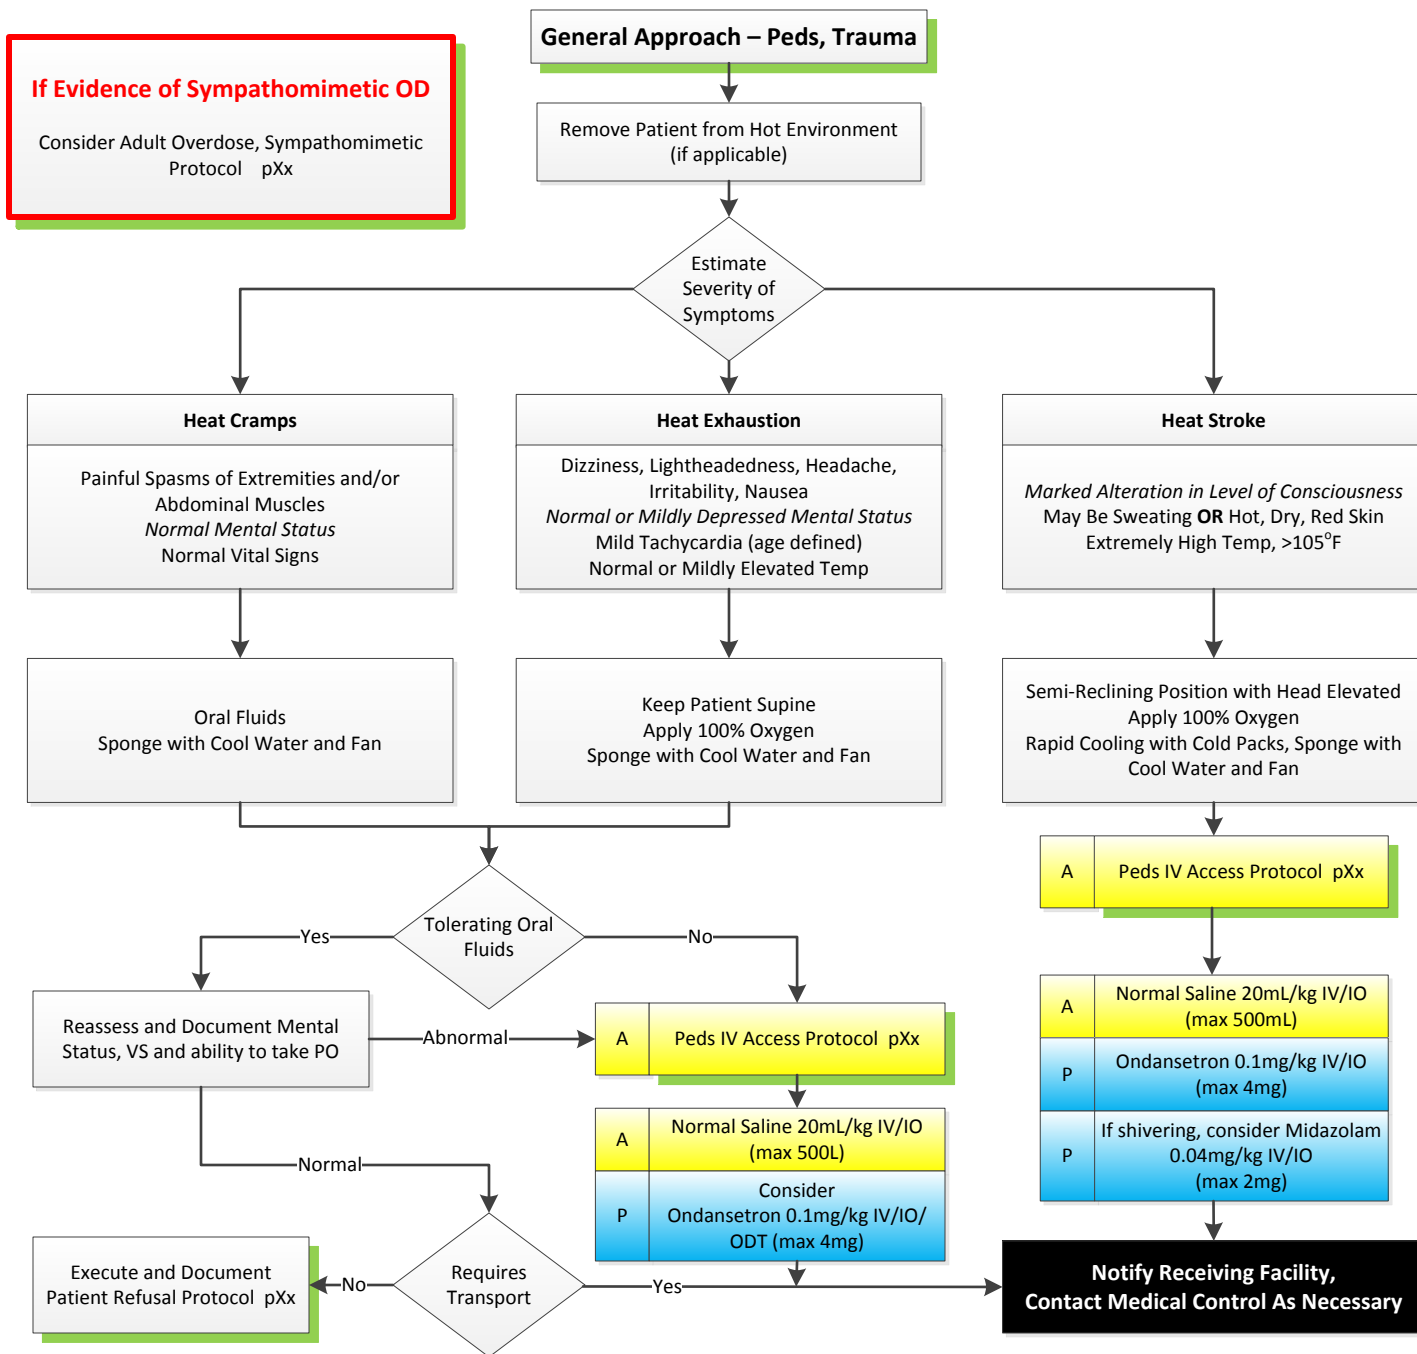 General Approach – Peds, Trauma
If Evidence of Sympathomimetic OD
Consider Adult Overdose, Sympathomimetic
Protocol pXx
Remove Patient from Hot Environment
(if applicable)
Estimate
Severity of
Symptoms
Heat Cramps
Painful Spasms of Extremities and/or
Abdominal Muscles
Normal Mental Status
Normal Vital Signs
Heat Exhaustion
Dizziness, Lightheadedness, Headache,
Irritability, Nausea
Normal or Mildly Depressed Mental Status
Mild Tachycardia (age defined)
Normal or Mildly Elevated Temp
Heat Stroke
Marked Alteration in Level of Consciousness
May Be Sweating OR Hot, Dry, Red Skin
Extremely High Temp, >105°F
Oral Fluids
Sponge with Cool Water and Fan
Keep Patient Supine
Apply 100% Oxygen
Sponge with Cool Water and Fan
Semi-Reclining Position with Head Elevated
Apply 100% Oxygen
Rapid Cooling with Cold Packs, Sponge with
Cool Water and Fan
Tolerating Oral
Fluids
Yes
No
A
Peds IV Access Protocol pXx
Reassess and Document Mental
Status, VS and ability to take PO
Abnormal
A
Peds IV Access Protocol pXx
A
Normal Saline 20mL/kg IV/IO
(max 500mL)
P
Ondansetron 0.1mg/kg IV/IO
(max 4mg)
P
If shivering, consider Midazolam
0.04mg/kg IV/IO
(max 2mg)
A
Normal Saline 20mL/kg IV/IO
(max 500L)
P
Consider
Ondansetron 0.1mg/kg IV/IO/
ODT (max 4mg)
Normal
Requires
Transport
No
Yes
Execute and Document
Patient Refusal Protocol pXx
Notify Receiving Facility,
Contact Medical Control As Necessary